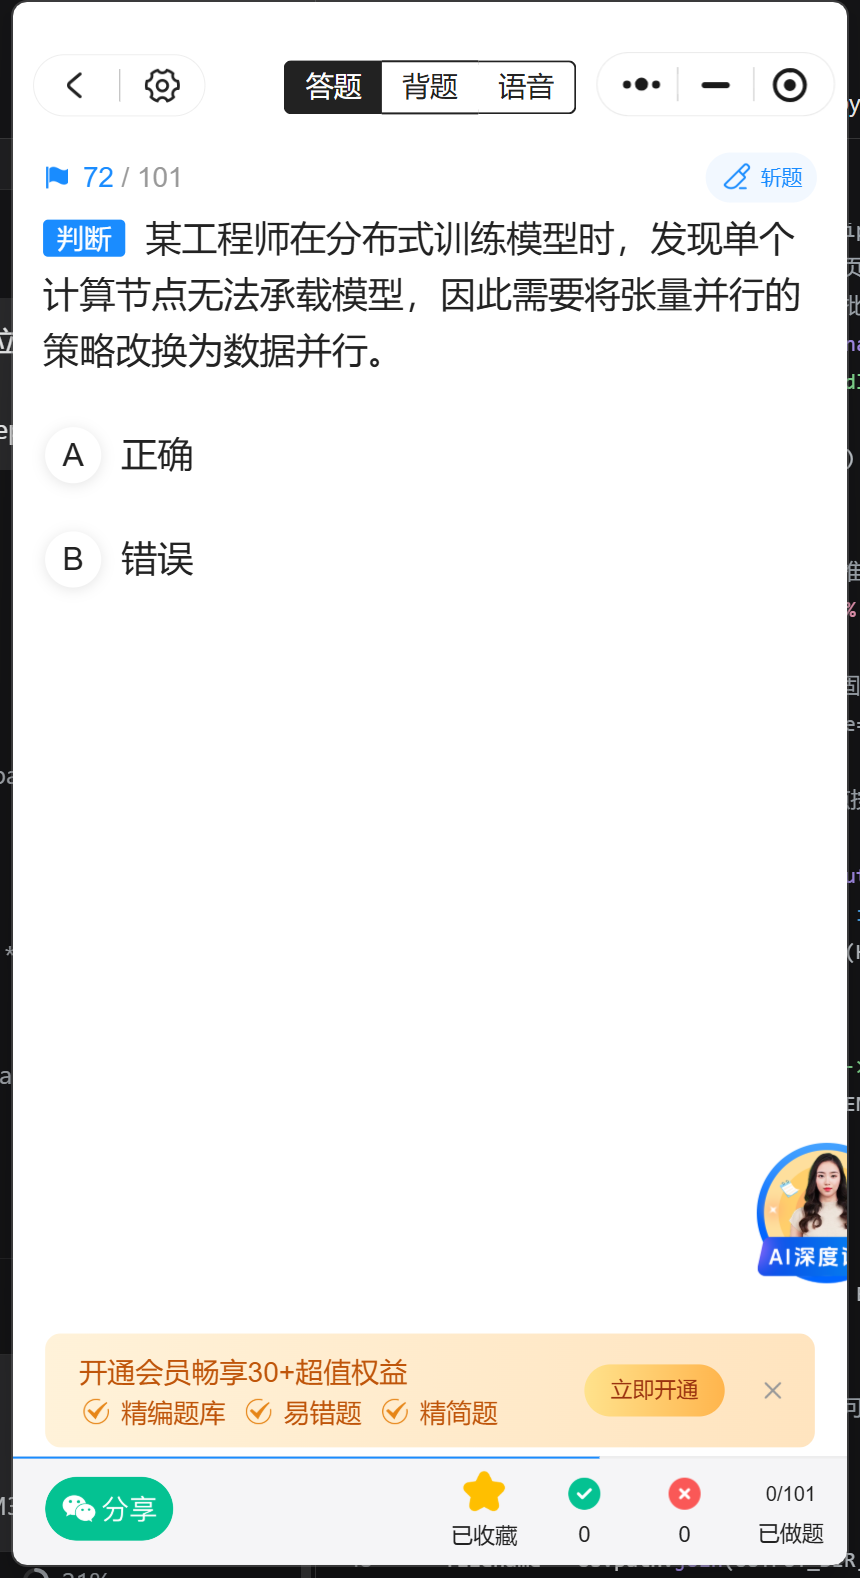 答题 背题 语音
72 / 101
斩题
判断 某工程师在分布式训练模型时，发现单个
计算节点无法承载模型，因此需要将张量并行的
策略改换为数据并行。
A 正确
B 错误
AI深度
开通会员畅享30+超值权益
精编题库 易错题 精简题
立即开通
分享
已收藏
0
0
0/101
已做题